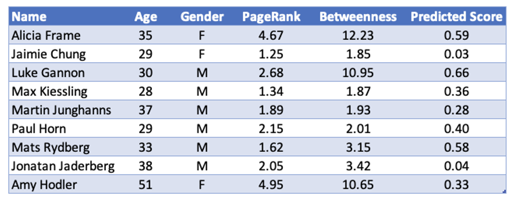 Name Age Gender PageRank Betweenness Predicted Score
Alicia Frame 35 F 4.67 12.23 0.59
Jaimie Chung 29 F 1.25 1.85 0.03
Luke Gannon 30 M 2.68 10.95 0.66
Max Kiessling 28 M 1.34 1.87 0.36
Martin Junghanns 37 M 1.89 1.93 0.28
Paul Horn 29 M 2.15 2.01 0.40
Mats Rydberg 33 M 1.62 3.15 0.58
Jonatan Jaderberg 38 M 2.05 3.42 0.04
Amy Hodler 51 F 4.95 10.65 0.33